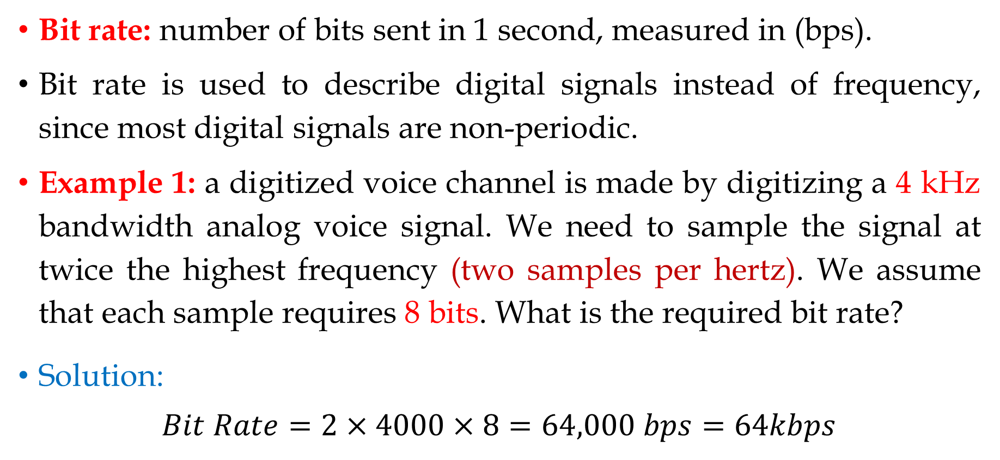 • Bit rate: number of bits sent in 1 second, measured in (bps).
• Bit rate is used to describe digital signals instead of frequency,
since most digital signals are non-periodic.
• Example 1: a digitized voice channel is made by digitizing a 4 kHz
bandwidth analog voice signal. We need to sample the signal at
twice the highest frequency (two samples per hertz). We assume
that each sample requires 8 bits. What is the required bit rate?
• Solution:
Bit Rate = 2 × 4000 × 8 = 64,000 bps = 64kbps